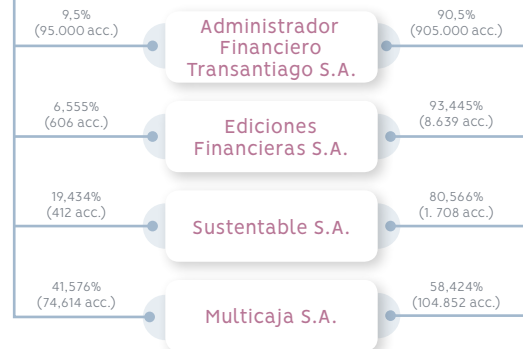 9,5%
(95.000 acc.)
Administrador
Financiero
Transantiago S.A.
90,5%
(905.000 acc.)
6,555%
(606 acc.)
Ediciones
Financieras S.A.
93,445%
(8.639 acc.)
19,434%
(412 acc.)
Sustentable S.A.
80,566%
(1. 708 acc.)
41,576%
(74,614 acc.)
Multicaja S.A.
58,424%
(104.852 acc.)